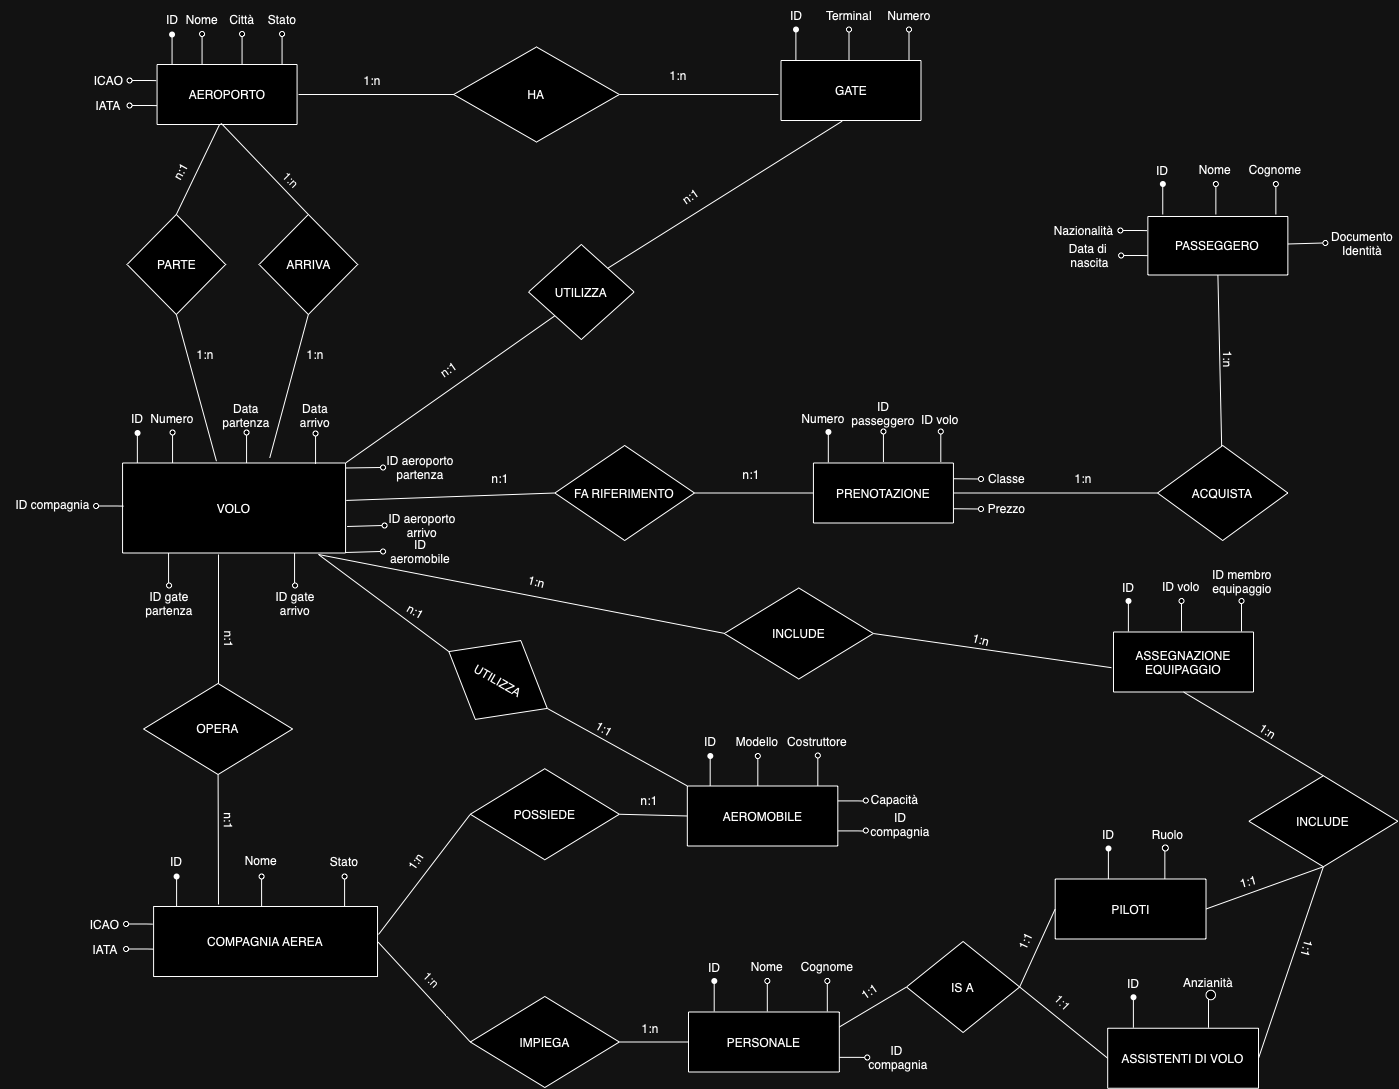 ID
Nome
Città
Stato
ICAO
IATA
AEROPORTO
1:n
HA
1:n
ID
Terminal
Numero
GATE
n:1
1:n
n:1
PARTE
ARRIVA
UTILIZZA
1:n
1:n
n:1
ID
Nome
Cognome
Nazionalità
Data di
nascita
PASSEGGERO
Documento
Identità
1:n
ID
Numero
Data
partenza
Data
arrivo
ID aeroporto
partenza
ID compagnia
VOLO
ID aeroporto
arrivo
ID
aeromobile
ID gate
partenza
ID gate
arrivo
n:1
FA RIFERIMENTO
n:1
Numero
ID
passeggero
ID volo
PRENOTAZIONE
Classe
Prezzo
1:n
ACQUISTA
1:n
INCLUDE
1:n
ID
ID volo
ID membro
equipaggio
ASSEGNAZIONE
EQUIPAGGIO
n:1
n:1
UTILIZZA
1:1
OPERA
n:1
ID
Modello
Costruttore
AEROMOBILE
Capacità
ID
compagnia
1:n
INCLUDE
POSSIEDE
n:1
1:n
ID
Nome
Stato
ICAO
IATA
COMPAGNIA AEREA
1:n
IMPIEGA
1:n
ID
Nome
Cognome
PERSONALE
ID
compagnia
1:1
IS A
1:1
1:1
ID
Ruolo
PILOTI
1:1
1:1
ID
Anzianità
ASSISTENTI DI VOLO